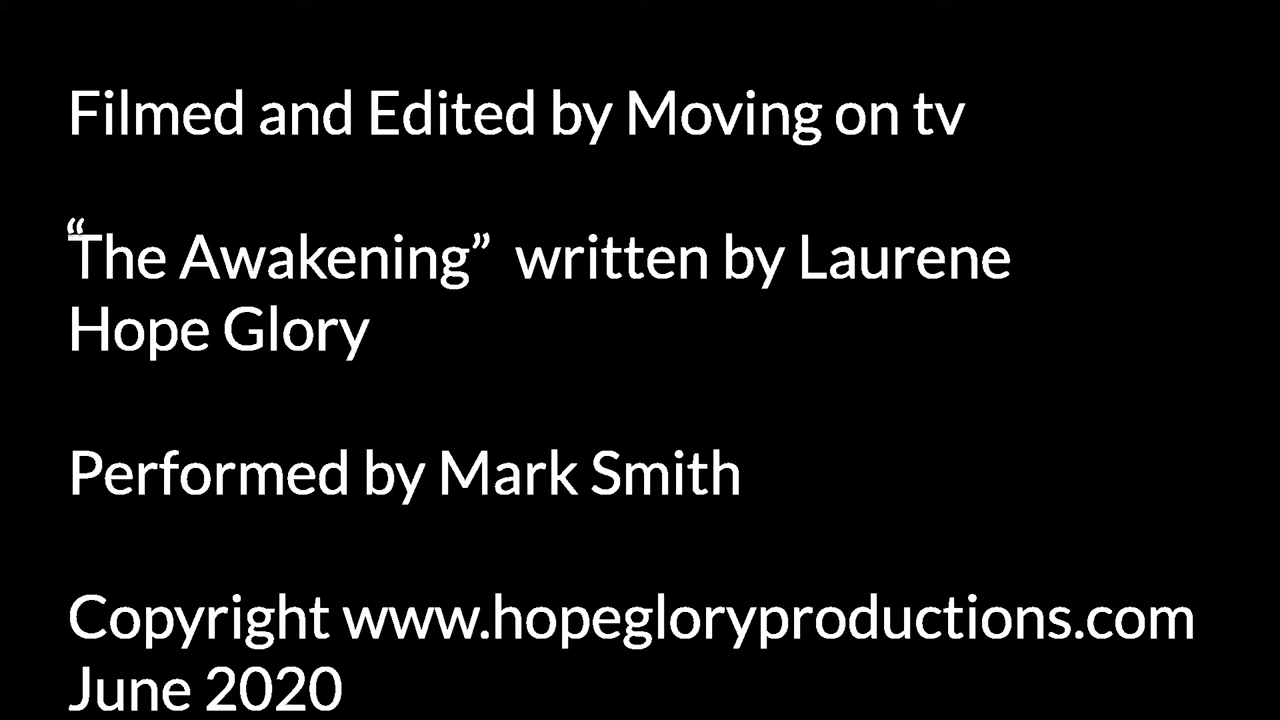 Filmed and Edited by Moving on tv
“The Awakening”  written by Laurene
Hope Glory
Performed by Mark Smith
Copyright www.hopegloryproductions.com
June 2020